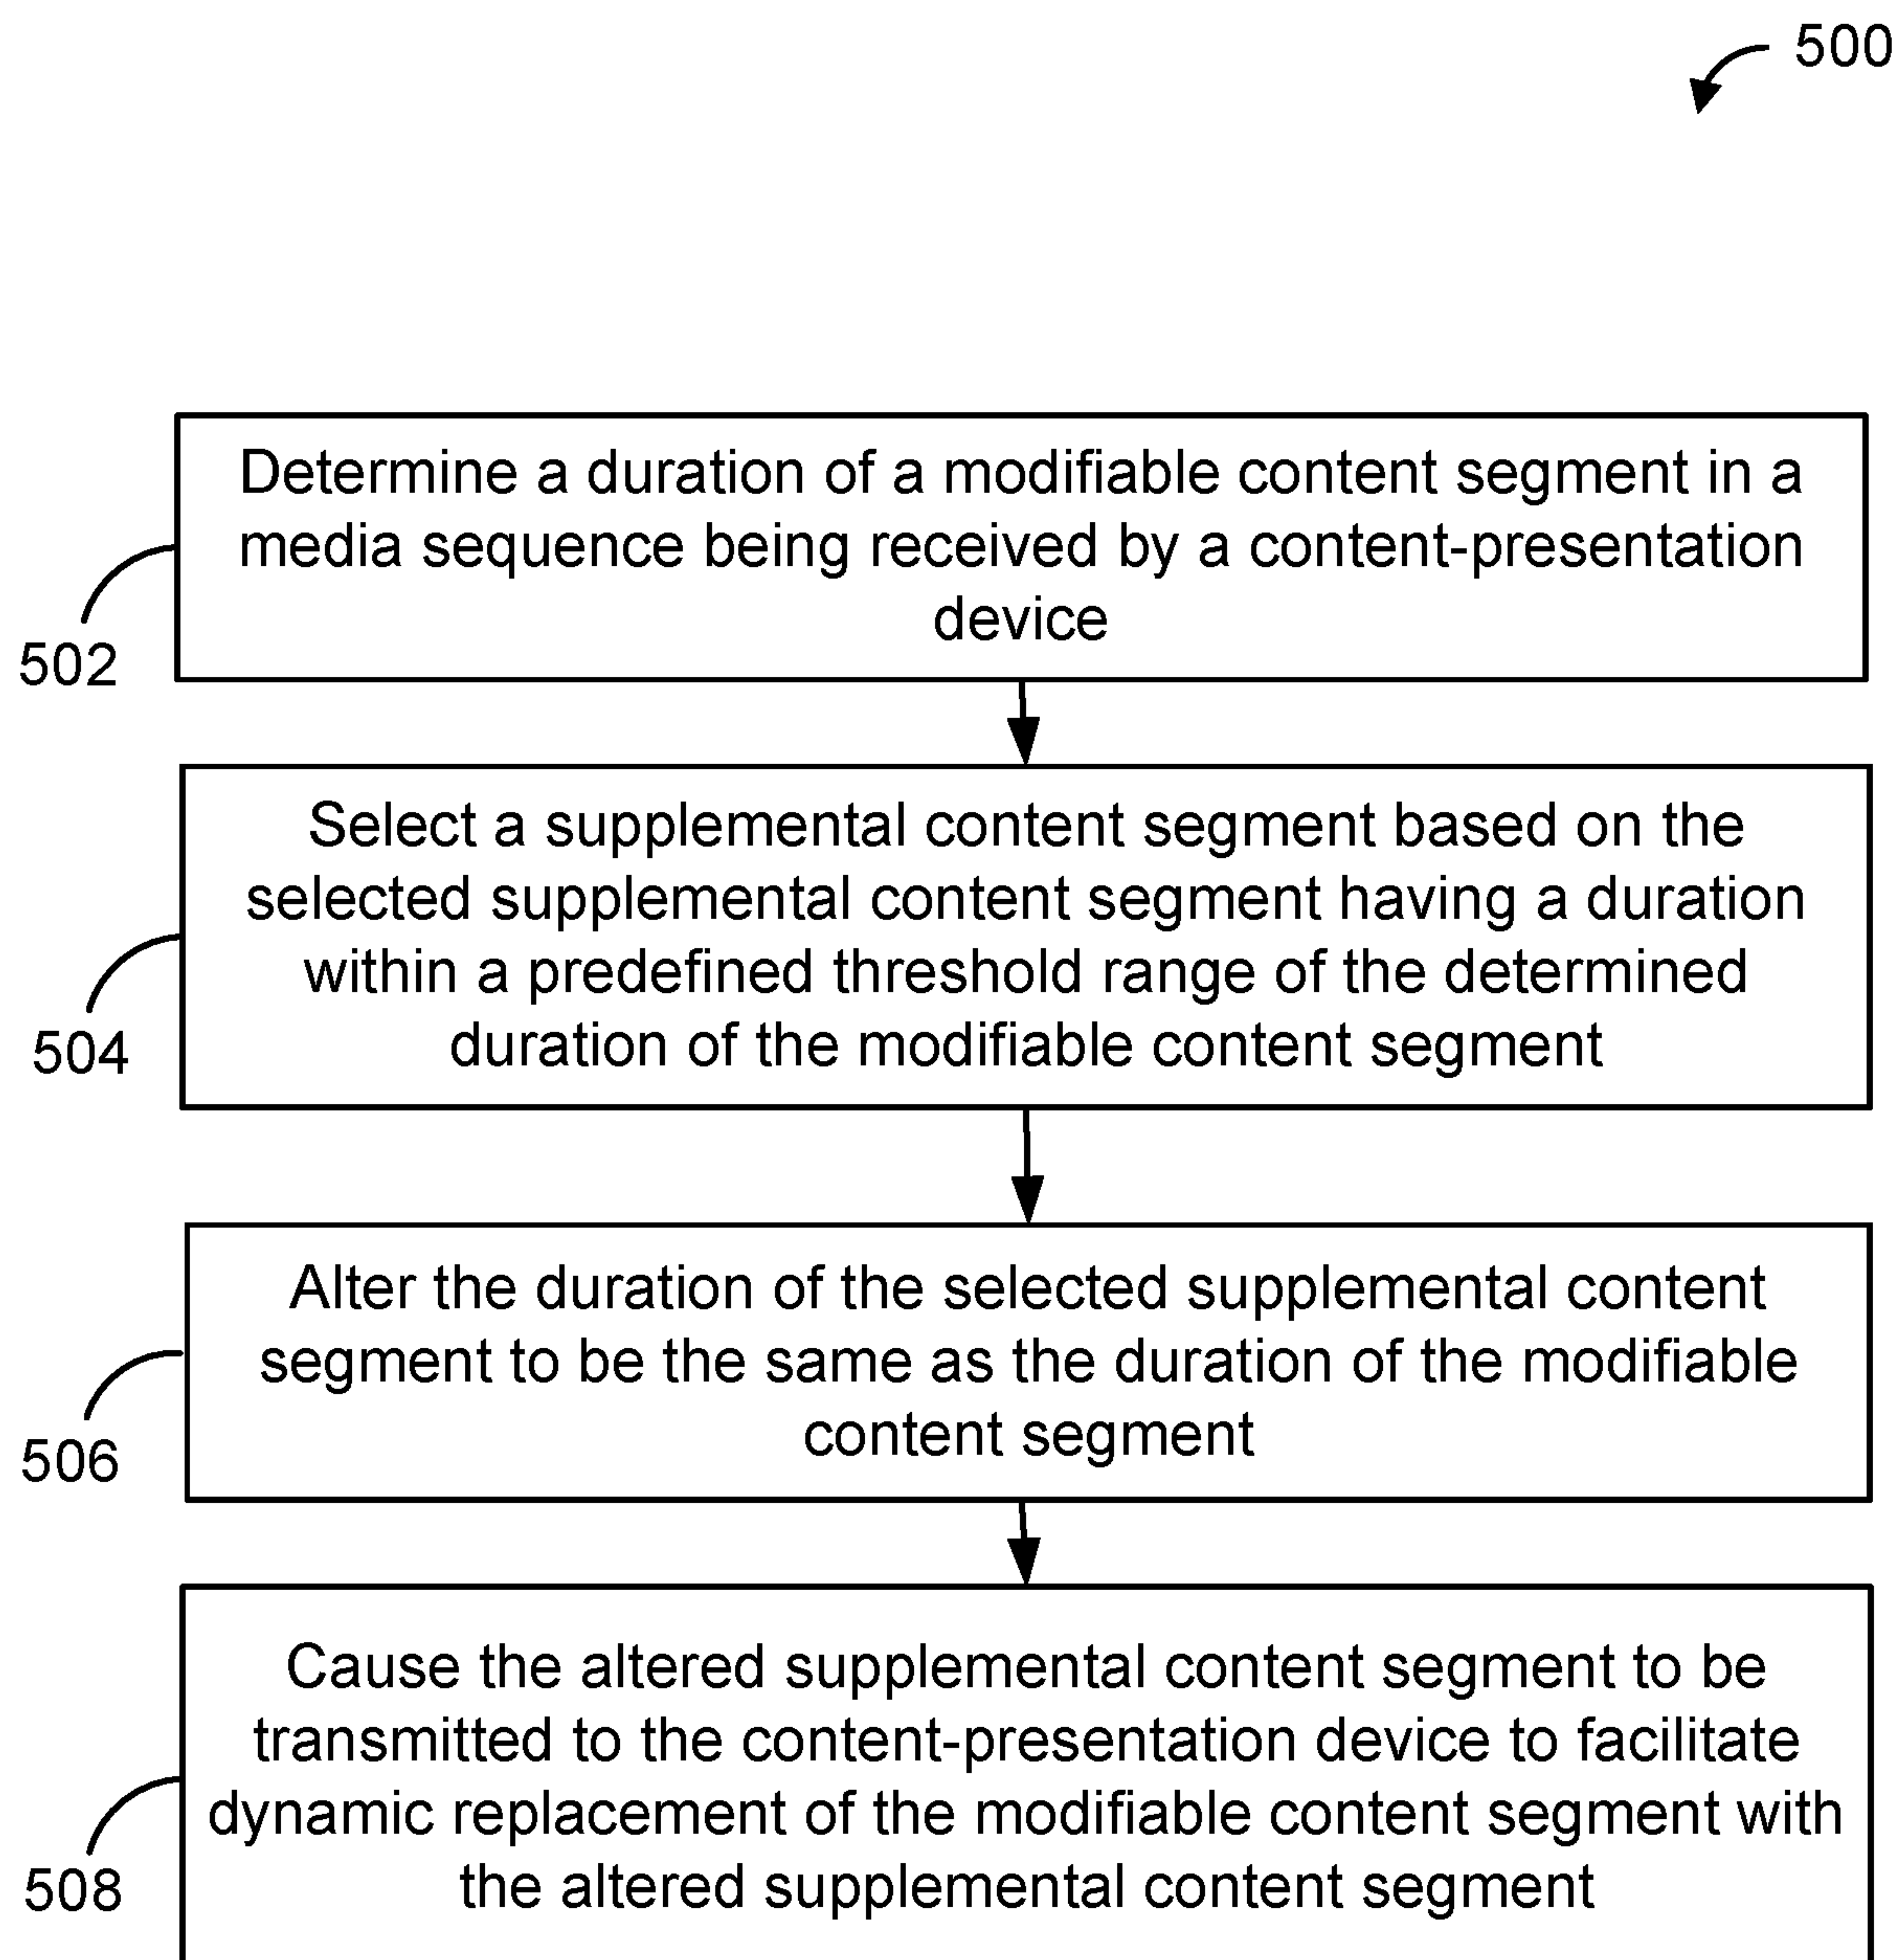 500
Determine a duration of a modifiable content segment in a
media sequence being received by a content-presentation
device
502
Select a supplemental content segment based on the
selected supplemental content segment having a duration
within a predefined threshold range of the determined
duration of the modifiable content segment
504
Alter the duration of the selected supplemental content
segment to be the same as the duration of the modifiable
content segment
506
Cause the altered supplemental content segment to be
transmitted to the content-presentation device to facilitate
dynamic replacement of the modifiable content segment with
the altered supplemental content segment
508